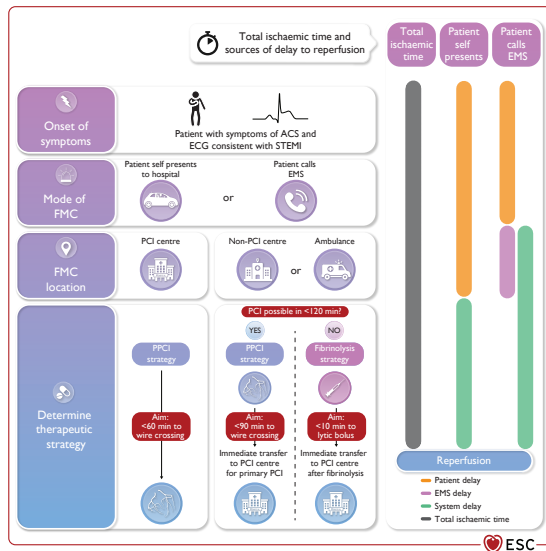 Total ischaemic time and
sources of delay to reperfusion
Total
ischaemic
time
Patient
self
presents
Patient
calls
EMS
Onset of
symptoms
Patient with symptoms of ACS and
ECG consistent with STEMI
Mode of
FMC
Patient self presents
to hospital
or
Patient calls
EMS
FMC
location
PCI centre
Non-PCI centre
or
Ambulance
Determine
therapeutic
strategy
PCI possible in <120 min?
YES
NO
PPCI
strategy
PPCI
strategy
Fibrinolysis
strategy
Aim:
<60 min to
wire crossing
Aim:
<90 min to
wire crossing
Aim:
<10 min to
lytic bolus
Immediate transfer
to PCI centre
for primary PCI
Immediate transfer
to PCI centre
after fibrinolysis
Reperfusion
Patient delay
EMS delay
System delay
Total ischaemic time
ESC